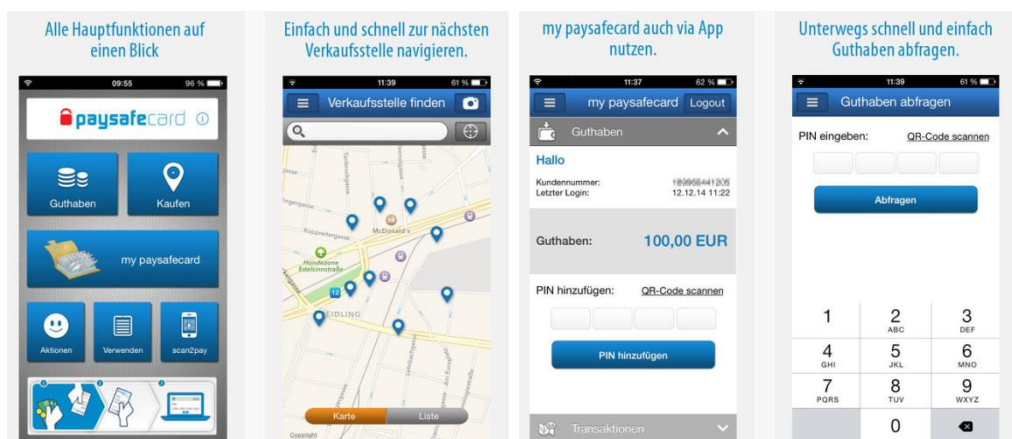 Alle Hauptfunktionen auf
einen Blick
09:55
96 %
paysafecard
Guthaben
Kaufen
my paysafecard
Aktionen
Verwenden
scan2pay
Einfach und schnell zur nächsten
Verkaufsstelle navigieren.
11:39
61 %
Verkaufsstelle finden
McDonald's
Hundezone
Edelsinnstraße
12
EIDLING
Karte
Liste
Copyright
my paysafecard auch via App
nutzen.
11:37
62 %
my paysafecard
Logout
Guthaben
Hallo
Kundennummer:
Letzter Login:
12.12.14 11:22
Guthaben:
100,00 EUR
PIN hinzufügen:
QR-Code scannen
PIN hinzufügen
Transaktionen
Unterwegs schnell und einfach
Guthaben abfragen.
11:39
61 %
Guthaben abfragen
PIN eingeben:
QR-Code scannen
Abfragen
1 2 3
ABC DEF
4 5 6
GHI JKL MNO
7 8 9
PQRS TUV WXYZ
0